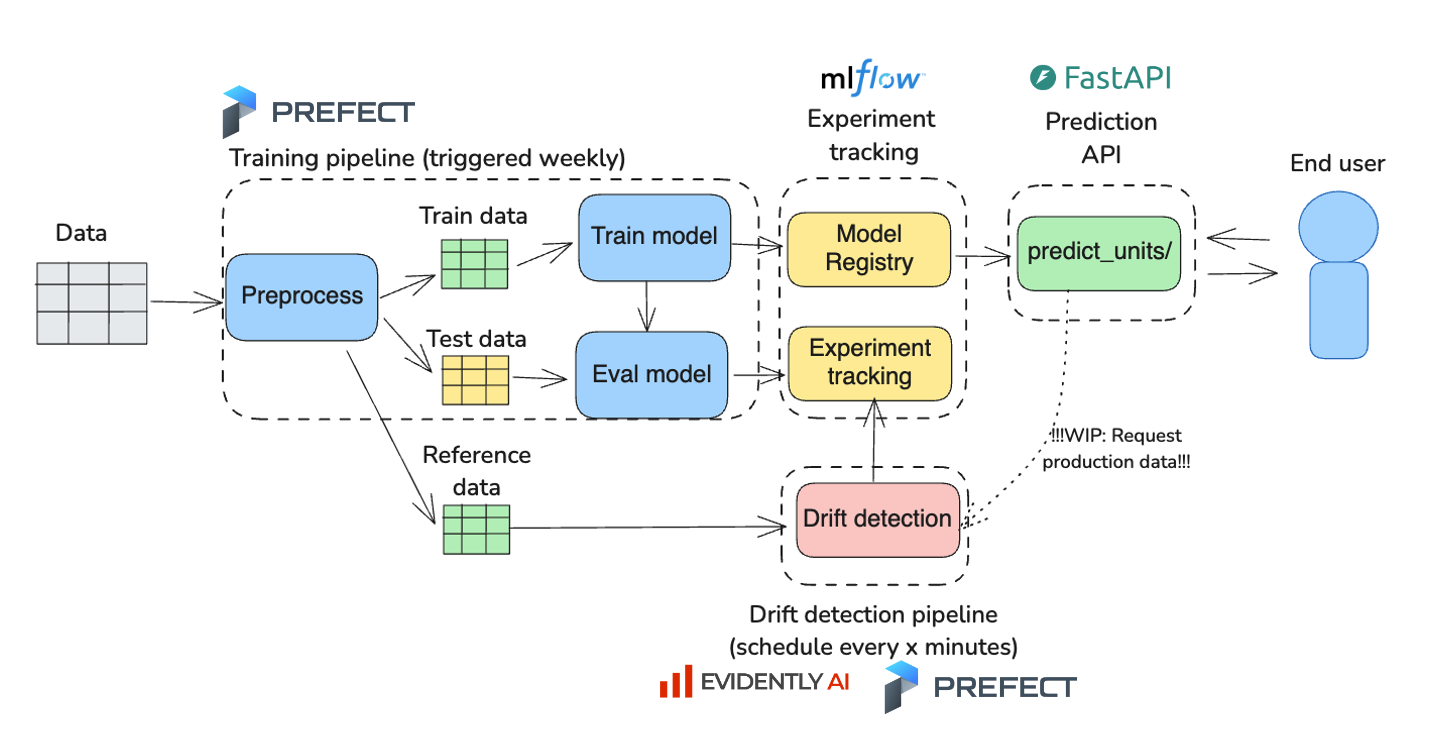 PREFECT
Training pipeline (triggered weekly)
mlflow™
Experiment
tracking
FastAPI
Prediction
API
End user
Data
Preprocess
Train data
Test data
Train model
Eval model
Model
Registry
Experiment
tracking
predict_units/
Reference
data
!!!WIP: Request
production data!!!
Drift detection
Drift detection pipeline
(schedule every x minutes)
EVIDENTLY AI
PREFECT